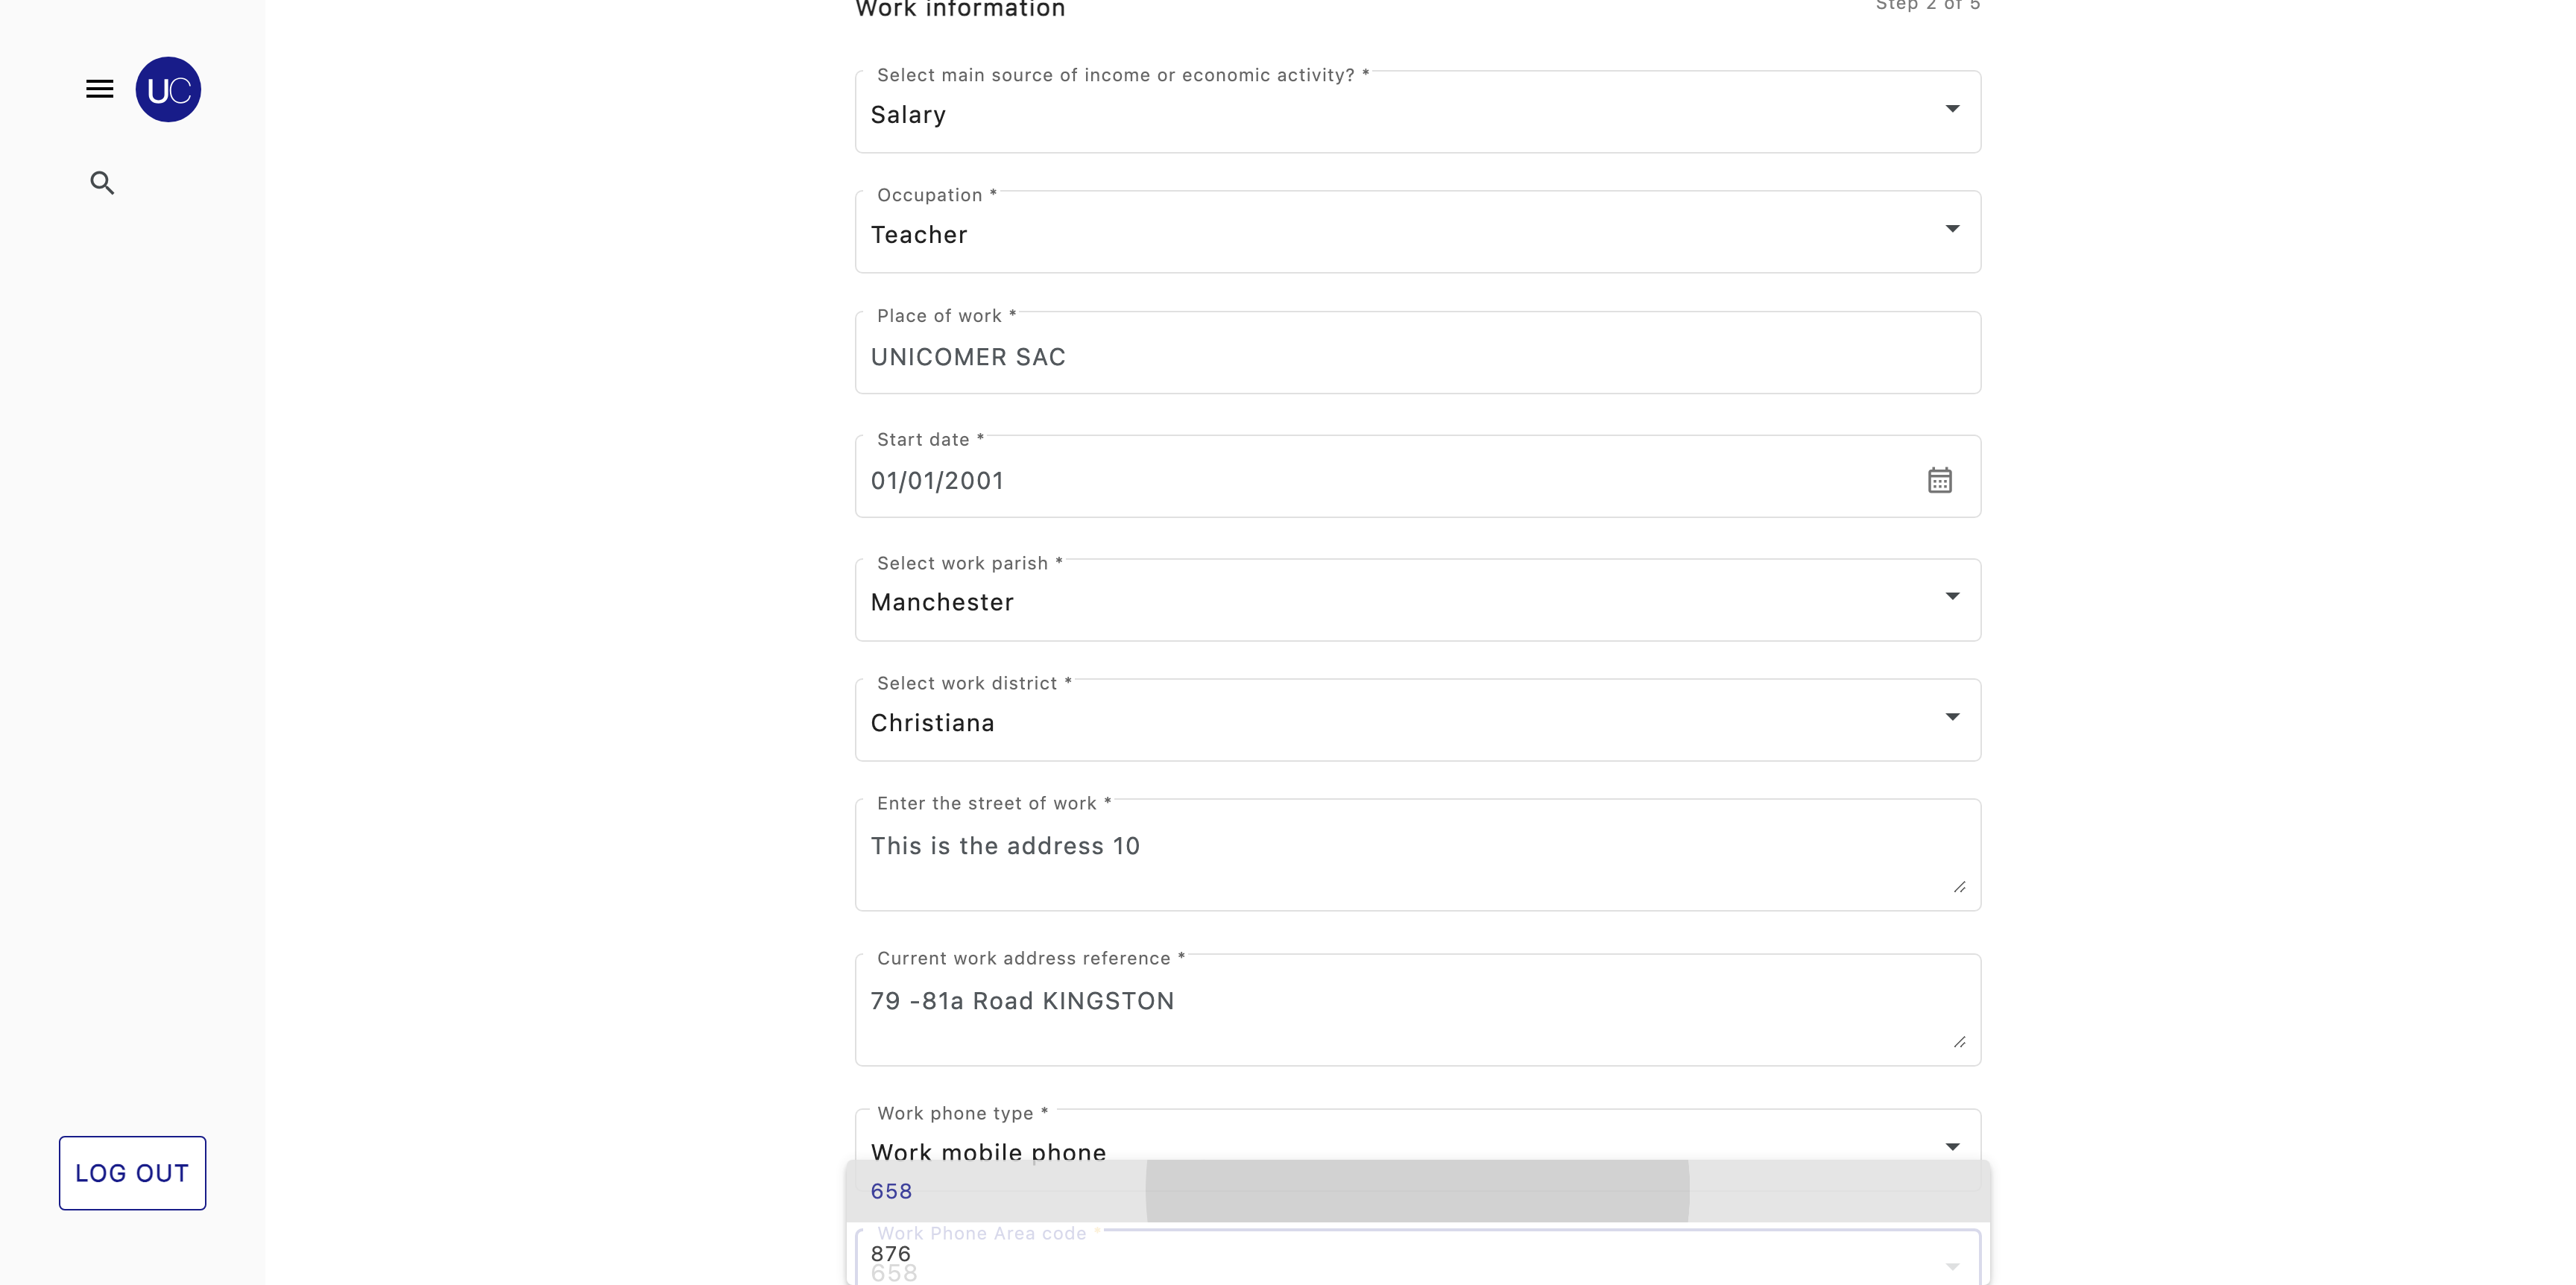 Work information
Step 2 of 5
UC
Select main source of income or economic activity? *
Salary
Occupation *
Teacher
Place of work *
UNICOMER SAC
Start date *
01/01/2001
Select work parish *
Manchester
Select work district *
Christiana
Enter the street of work *
This is the address 10
Current work address reference *
79 -81a Road KINGSTON
Work phone type *
Work mobile phone
LOG OUT
658
Work Phone Area code *
876
658